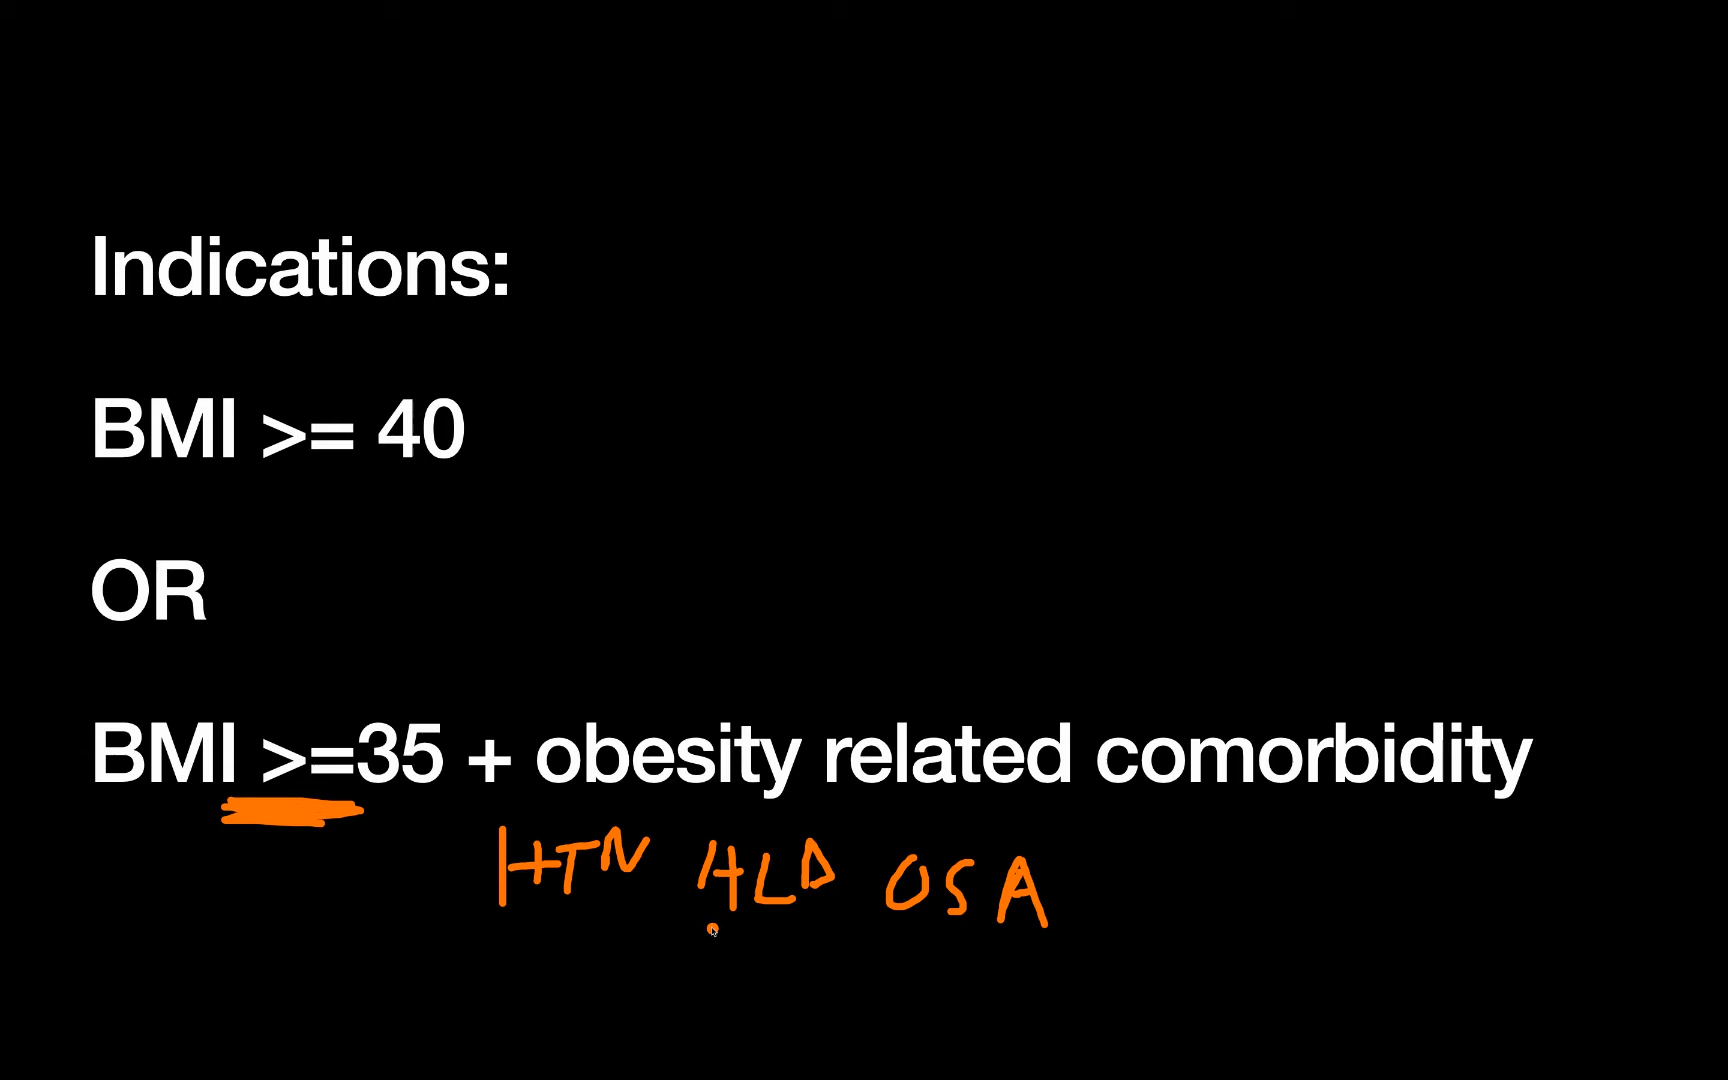 Indications:
BMI >= 40
OR
BMI >=35 + obesity related comorbidity
HTN HLD OSA